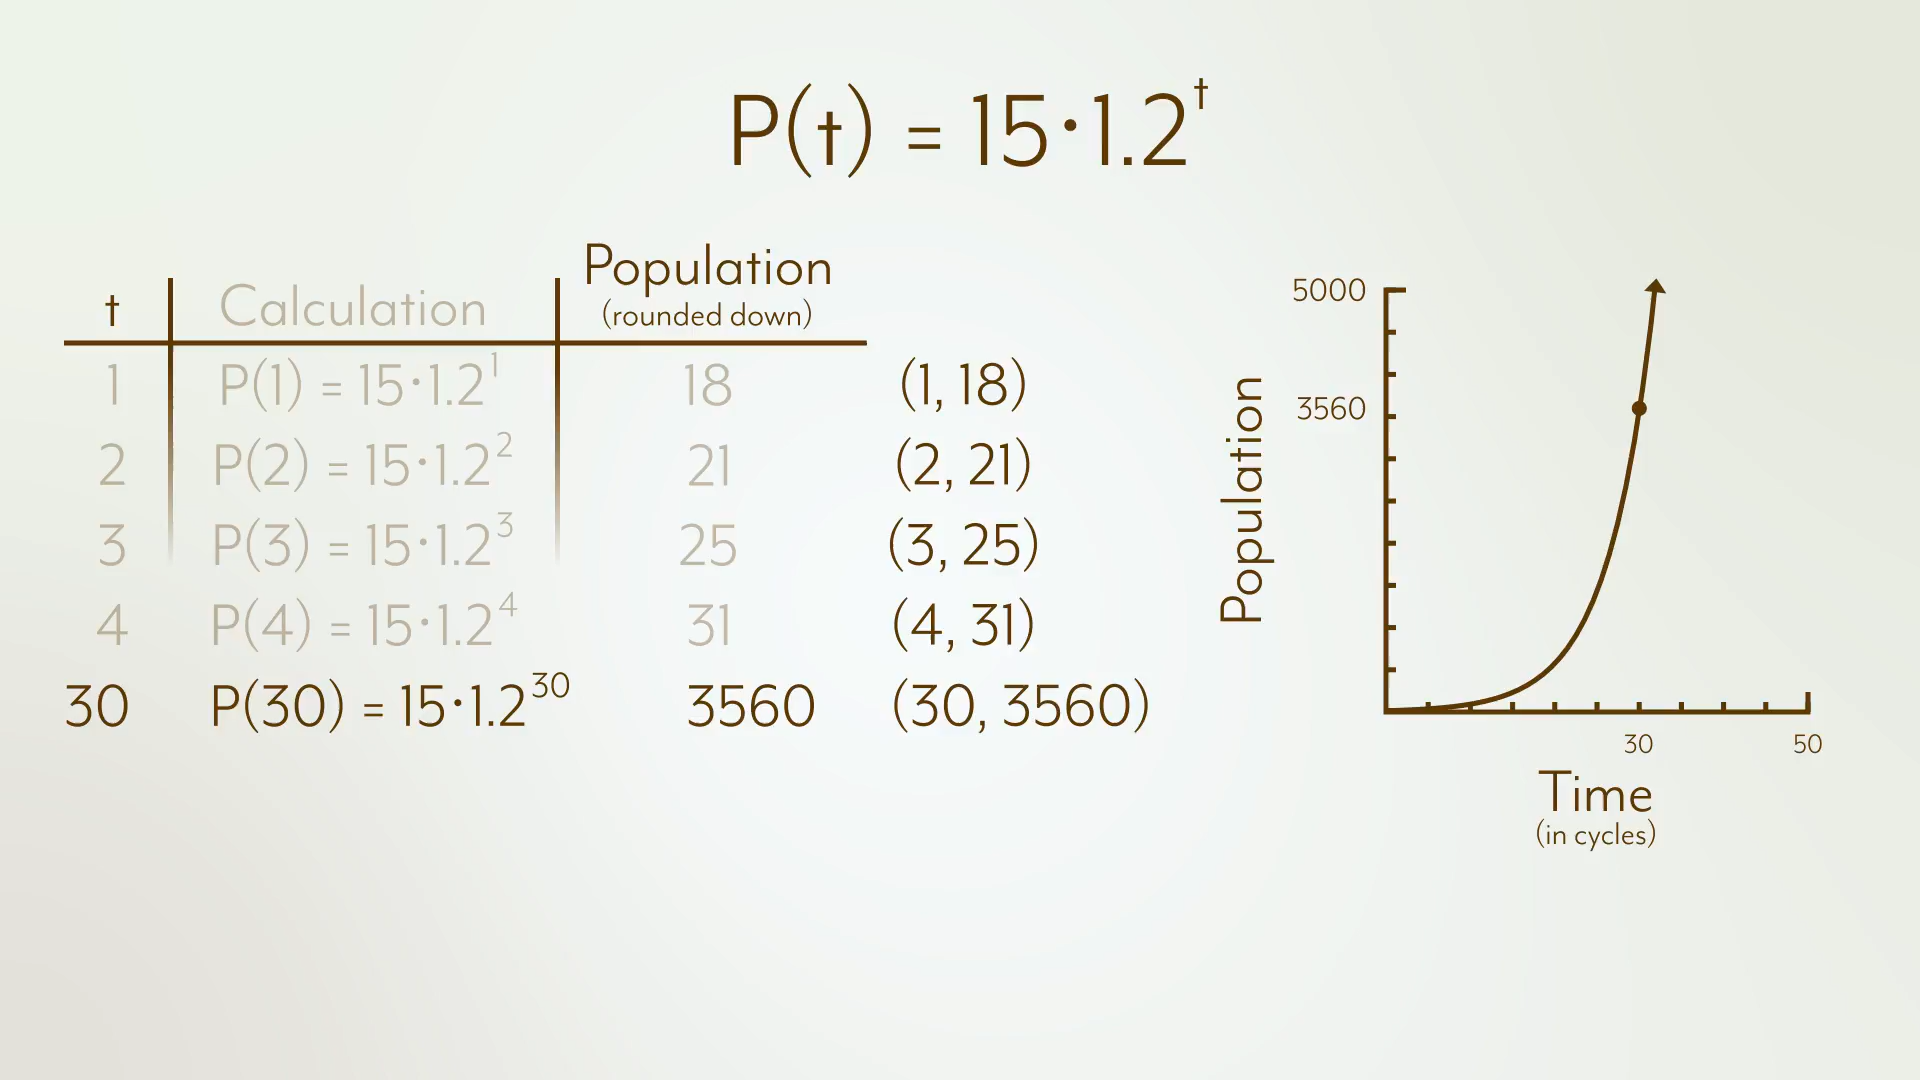 P(t) = 15·1.2^t
t Calculation Population
(rounded down)
1 P(1) = 15·1.2^1 18 (1, 18)
2 P(2) = 15·1.2^2 21 (2, 21)
3 P(3) = 15·1.2^3 25 (3, 25)
4 P(4) = 15·1.2^4 31 (4, 31)
30 P(30) = 15·1.2^30 3560 (30, 3560)
Population
5000
3560
30 50
Time
(in cycles)